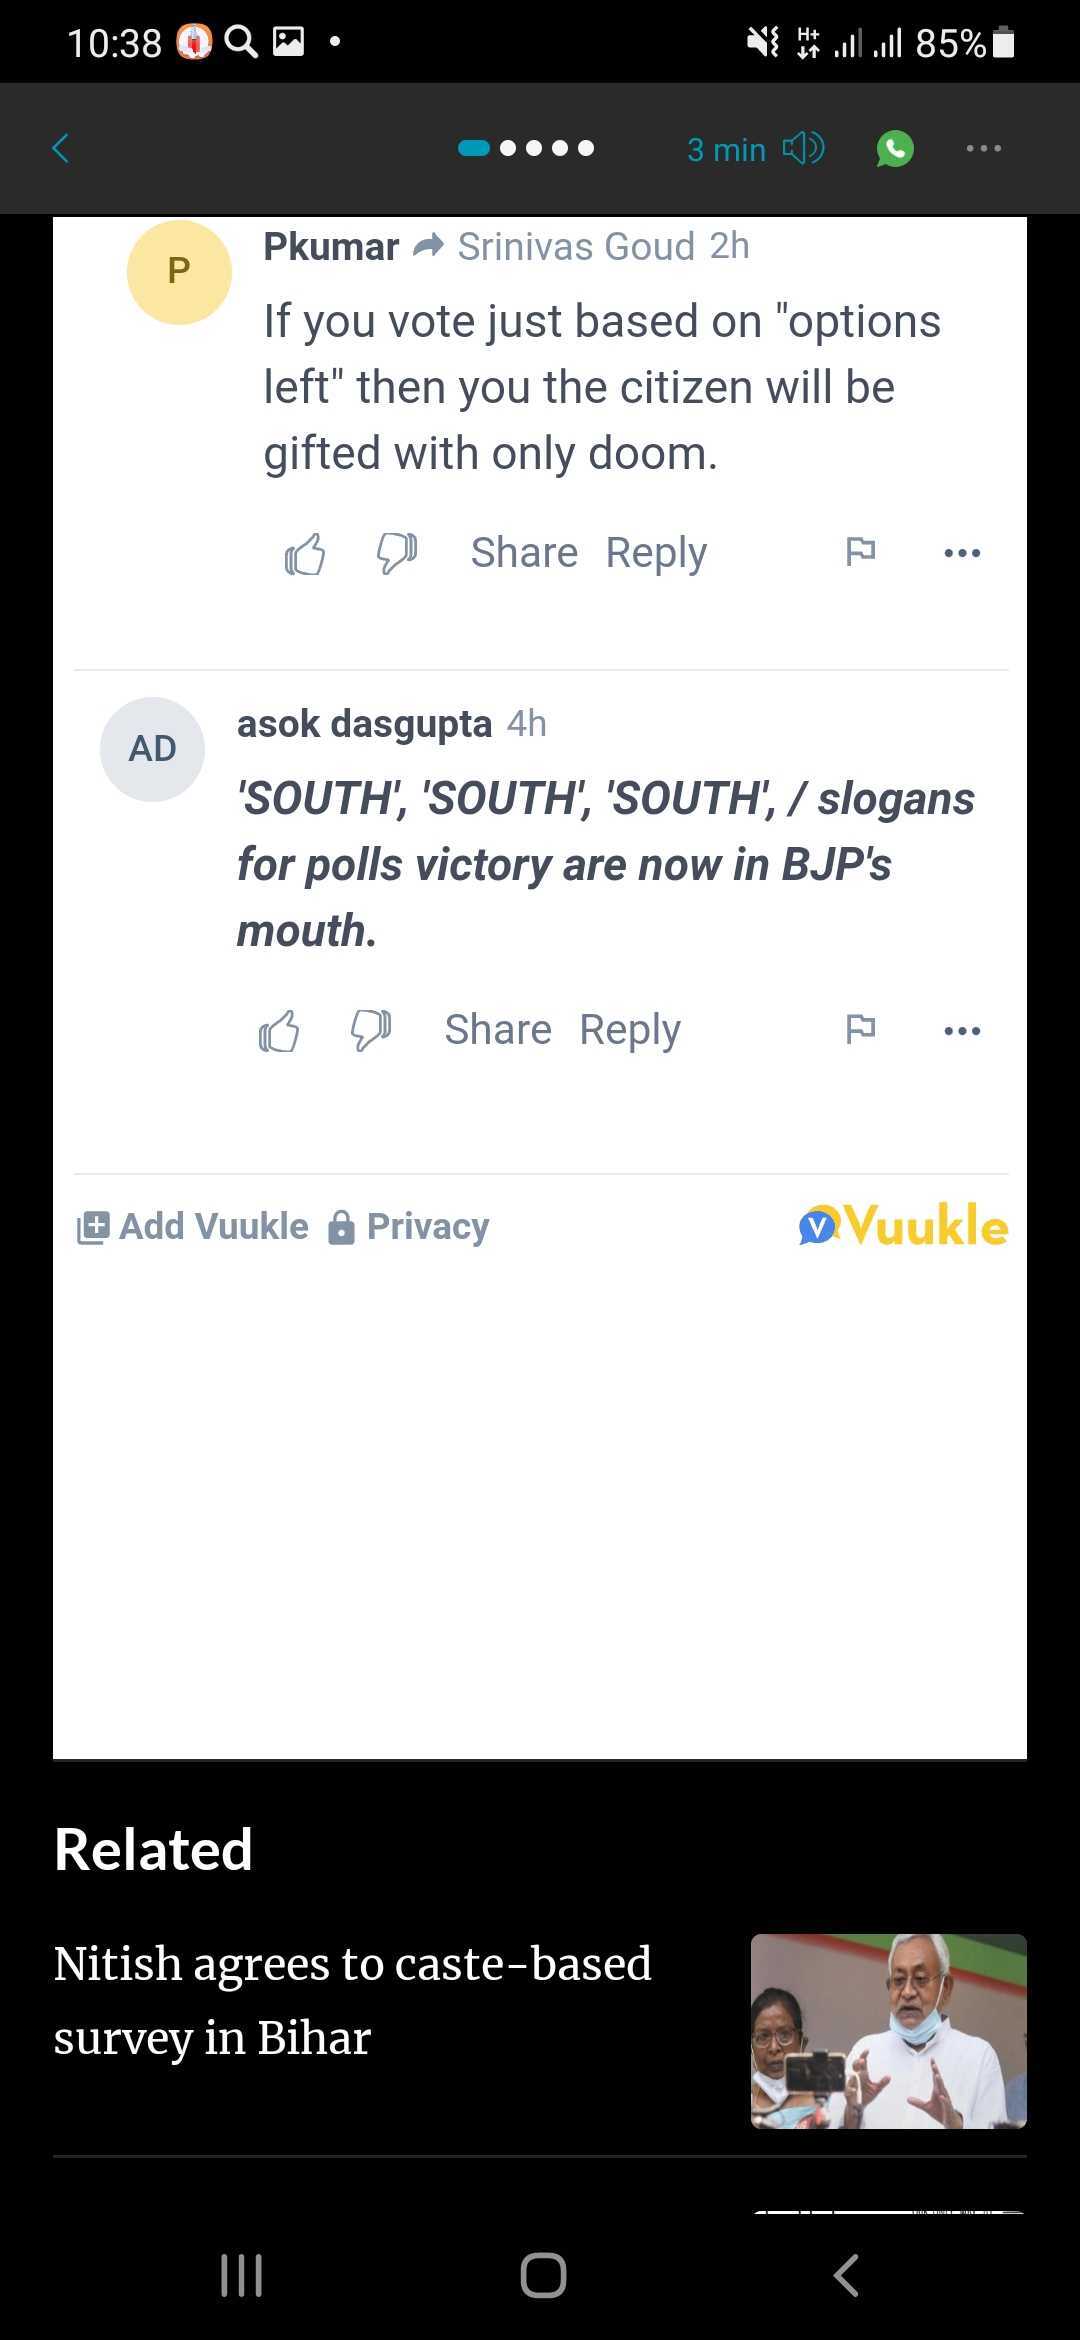 10:38
H+
85%
3 min
P
Pkumar Srinivas Goud 2h
If you vote just based on "options
left" then you the citizen will be
gifted with only doom.
Share Reply
AD
asok dasgupta 4h
'SOUTH', 'SOUTH', 'SOUTH', / slogans
for polls victory are now in BJP's
mouth.
Share Reply
Add Vuukle Privacy
V Vuukle
Related
Nitish agrees to caste-based
survey in Bihar